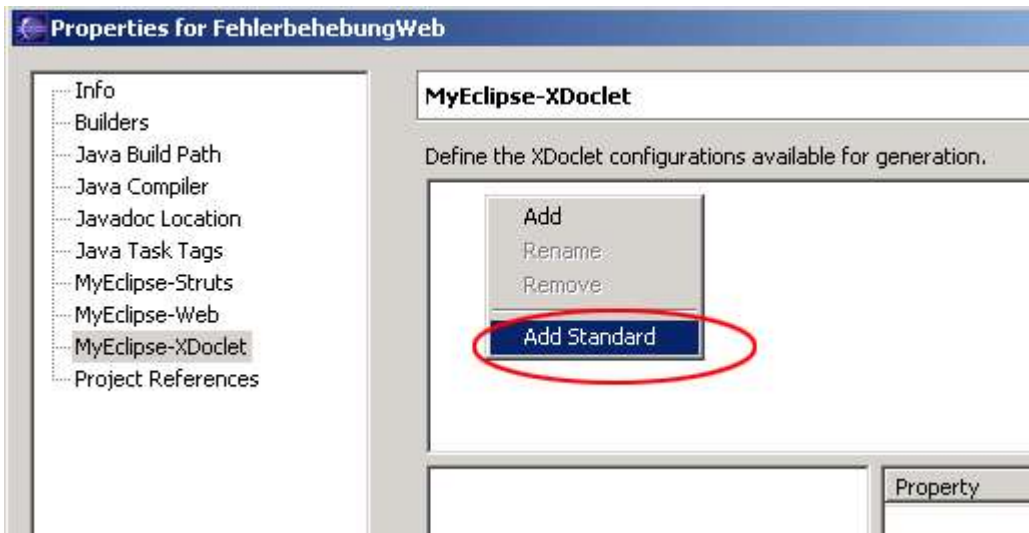 Properties for FehlerbehebungWeb
Info
Builders
Java Build Path
Java Compiler
Javadoc Location
Java Task Tags
MyEclipse-Struts
MyEclipse-Web
MyEclipse-XDoclet
Project References
MyEclipse-XDoclet
Define the XDoclet configurations available for generation.
Add
Rename
Remove
Add Standard
Property